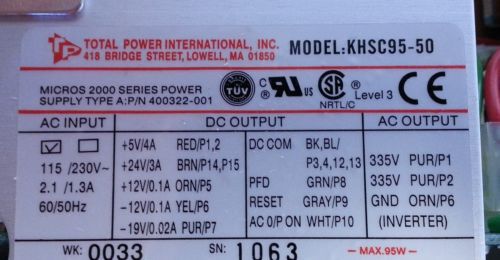 TP TOTAL POWER INTERNATIONAL, INC. MODEL:KHSC95-50
418 BRIDGE STREET, LOWELL, MA 01850
MICROS 2000 SERIES POWER
SUPPLY TYPE A:P/N 400322-001
TÜV
NRTL/C
Level 3
AC INPUT
115 / 230V~
2.1 / 1.3A
60/50Hz
DC OUTPUT
+5V/4A RED/P1,2
+24V/3A BRN/P14,P15
+12V/0.1A ORN/P5
-12V/0.1A YEL/P6
-19V/0.02A PUR/P7
DC COM BK,BL/
P3,4,12,13
PFD GRN/P8
RESET GRAY/P9
AC 0/P ON WHT/P10
AC OUTPUT
335V PUR/P1
335V PUR/P2
GND ORN/P6
(INVERTER)
WK: 0033 SN: 1063 MAX.95W